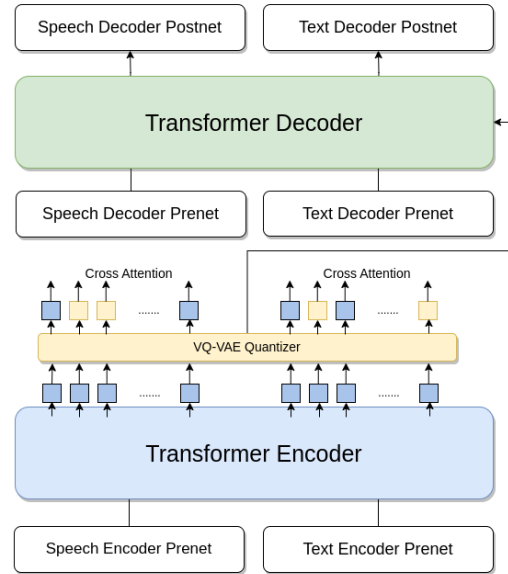 Speech Decoder Postnet
Text Decoder Postnet
Transformer Decoder
Speech Decoder Prenet
Text Decoder Prenet
Cross Attention
Cross Attention
.......
.......
VQ-VAE Quantizer
.......
.......
Transformer Encoder
Speech Encoder Prenet
Text Encoder Prenet